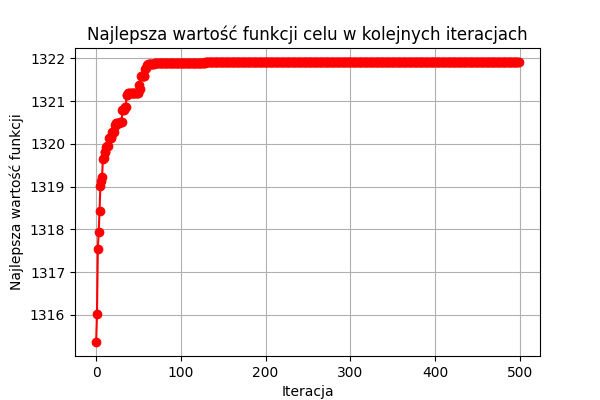 Najlepsza wartość funkcji celu w kolejnych iteracjach
1322
1321
1320
1319
1318
1317
1316
Najlepsza wartość funkcji
0 100 200 300 400 500
Iteracja